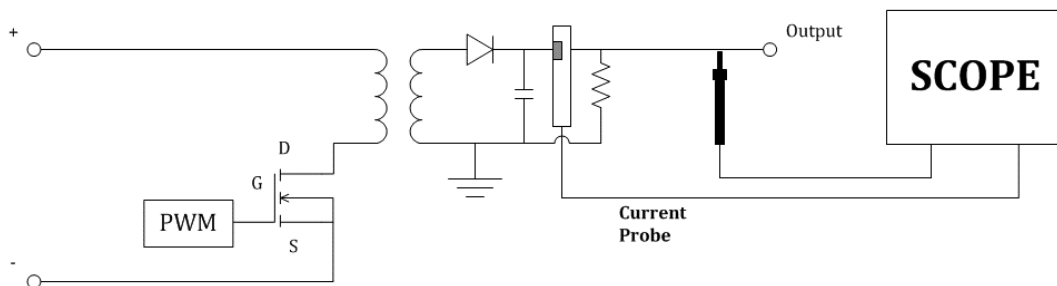 +
Output
SCOPE
D
G
PWM
S
Current
Probe
-